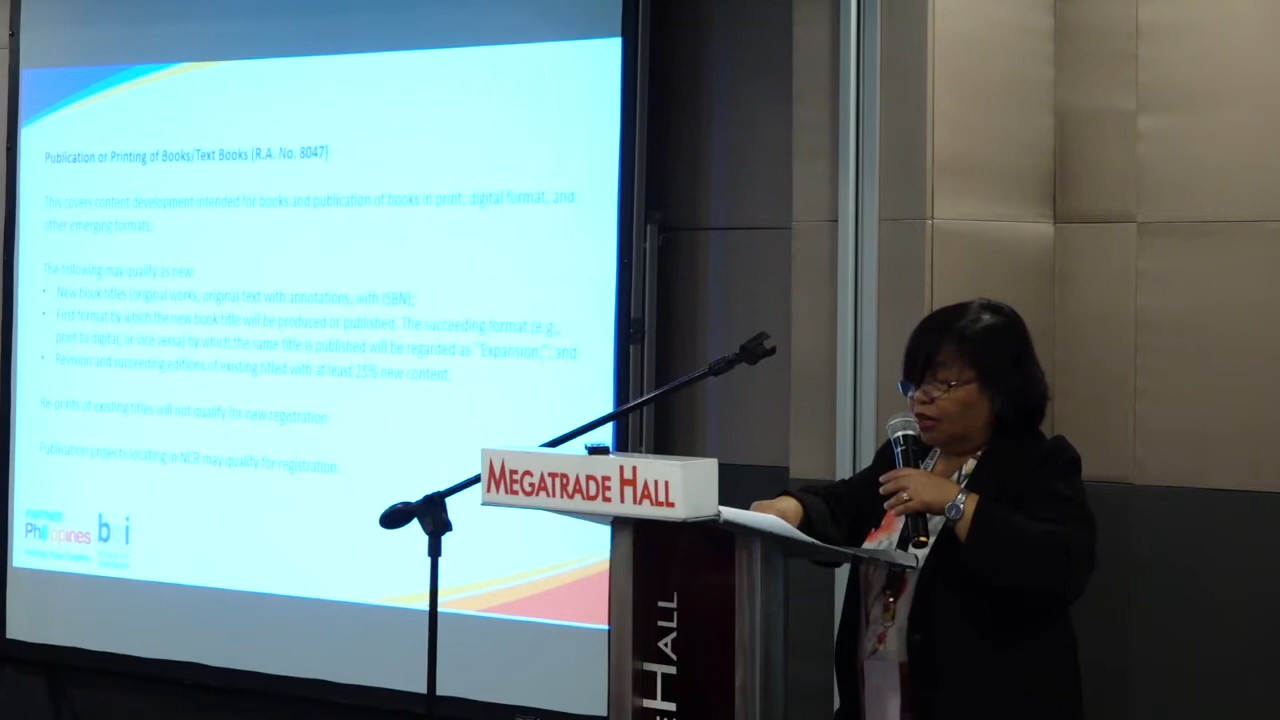 Publication or Printing of Books/Text Books (R.A. No. 8047)
This covers content development intended for books and publication of books in print, digital format, and
other emerging formats.
The following may qualify as new:
• New book titles (original works, original text with annotations, with ISBN);
• First format by which the new book title will be produced or published. The succeeding format (e.g.,
print to digital, or vice versa) by which the same title is published will be regarded as "Expansion,"; and
• Revision and succeeding editions of existing titled with at least 25% new content.
Re-prints of existing titles will not qualify for new registration.
Publication projects locating in NCR may qualify for registration.
Philippines
boi
MEGATRADE HALL
HALL